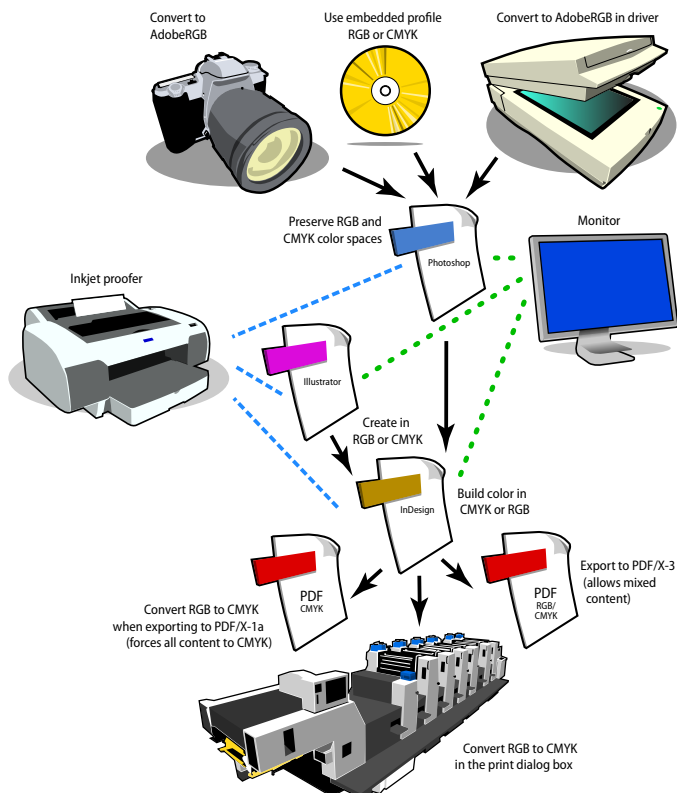 Convert to
AdobeRGB
Use embedded profile
RGB or CMYK
Convert to AdobeRGB in driver
Preserve RGB and
CMYK color spaces
Photoshop
Monitor
Inkjet proofer
Illustrator
Create in
RGB or CMYK
InDesign
Build color in
CMYK or RGB
PDF
CMYK
Convert RGB to CMYK
when exporting to PDF/X-1a
(forces all content to CMYK)
PDF
RGB/
CMYK
Export to PDF/X-3
(allows mixed
content)
Convert RGB to CMYK
in the print dialog box